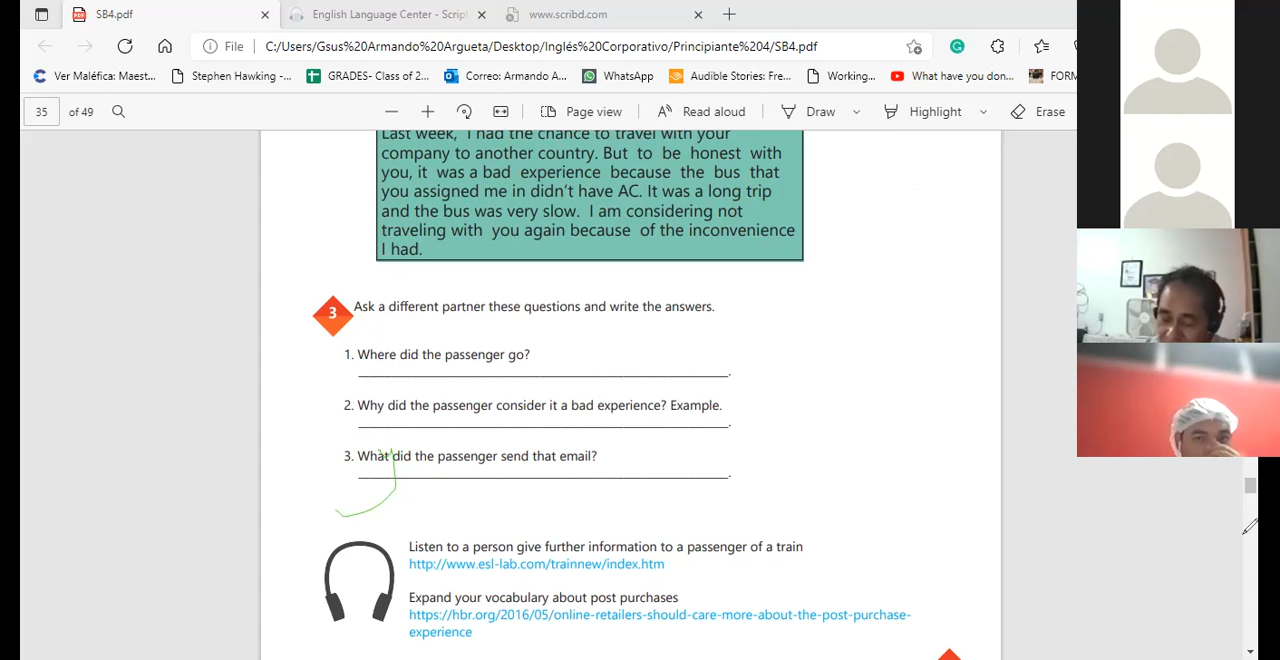 SB4.pdf
English Language Center - Script
www.scribd.com
File
C:/Users/Gsus%20Armando%20Argueta/Desktop/Inglés%20Corporativo/Principiante%204/SB4.pdf
Ver Maléfica: Maest...
Stephen Hawking -...
GRADES- Class of 2...
Correo: Armando A...
WhatsApp
Audible Stories: Fre...
Working...
What have you don...
FORM
35 of 49
Page view
Read aloud
Draw
Highlight
Erase
Last week, I had the chance to travel with your
company to another country. But to be honest with
you, it was a bad experience because the bus that
you assigned me in didn't have AC. It was a long trip
and the bus was very slow. I am considering not
traveling with you again because of the inconvenience
I had.
3 Ask a different partner these questions and write the answers.
1. Where did the passenger go?
2. Why did the passenger consider it a bad experience? Example.
3. What did the passenger send that email?
Listen to a person give further information to a passenger of a train
http://www.esl-lab.com/trainnew/index.htm
Expand your vocabulary about post purchases
https://hbr.org/2016/05/online-retailers-should-care-more-about-the-post-purchase-
experience